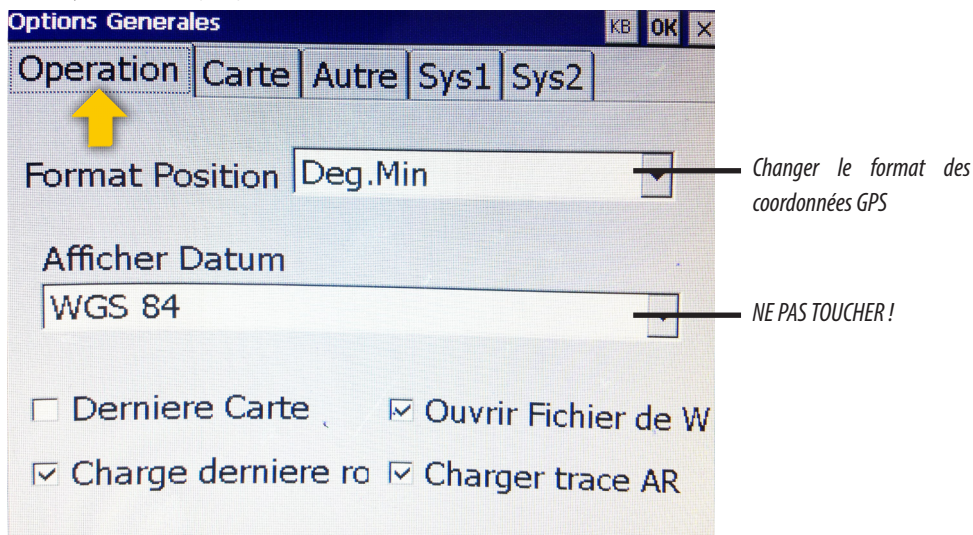 Options Generales KB OK ×
Operation Carte Autre Sys1 Sys2
Format Position Deg.Min
Changer le format des
coordonnées GPS
Afficher Datum
WGS 84
NE PAS TOUCHER !
Derniere Carte Ouvrir Fichier de W
Charge derniere ro Charger trace AR